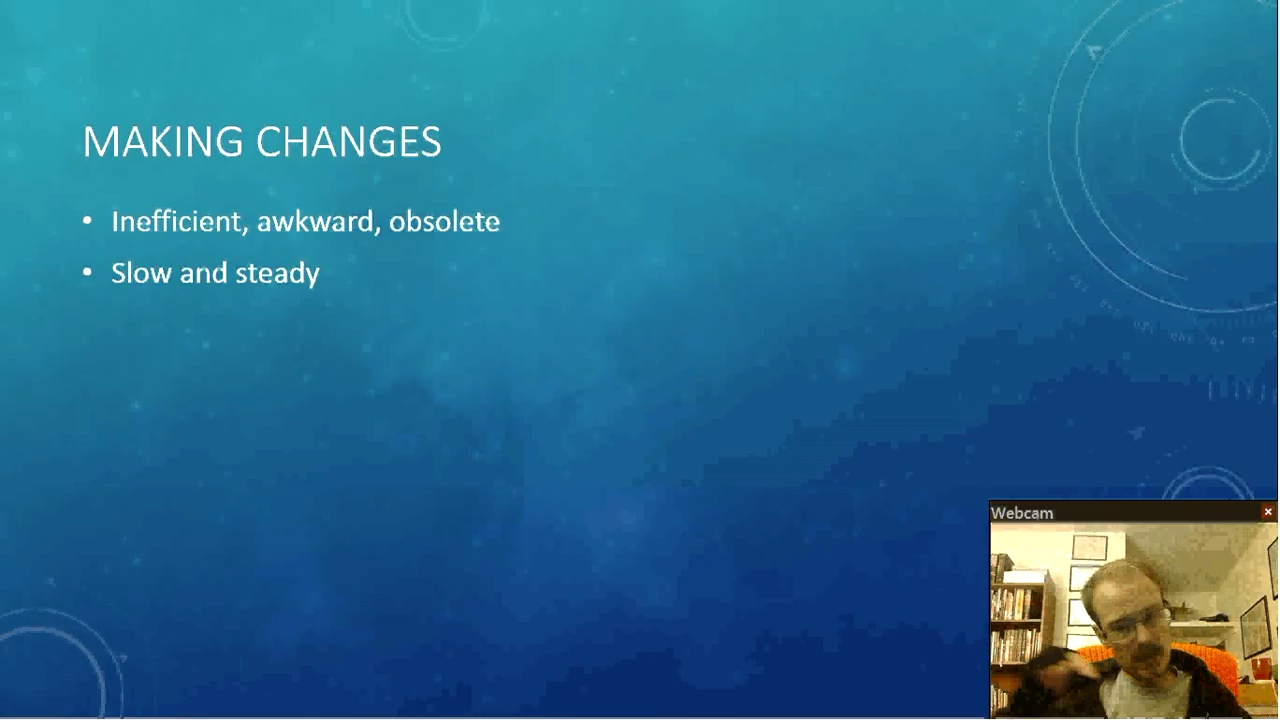 MAKING CHANGES
• Inefficient, awkward, obsolete
• Slow and steady
Webcam